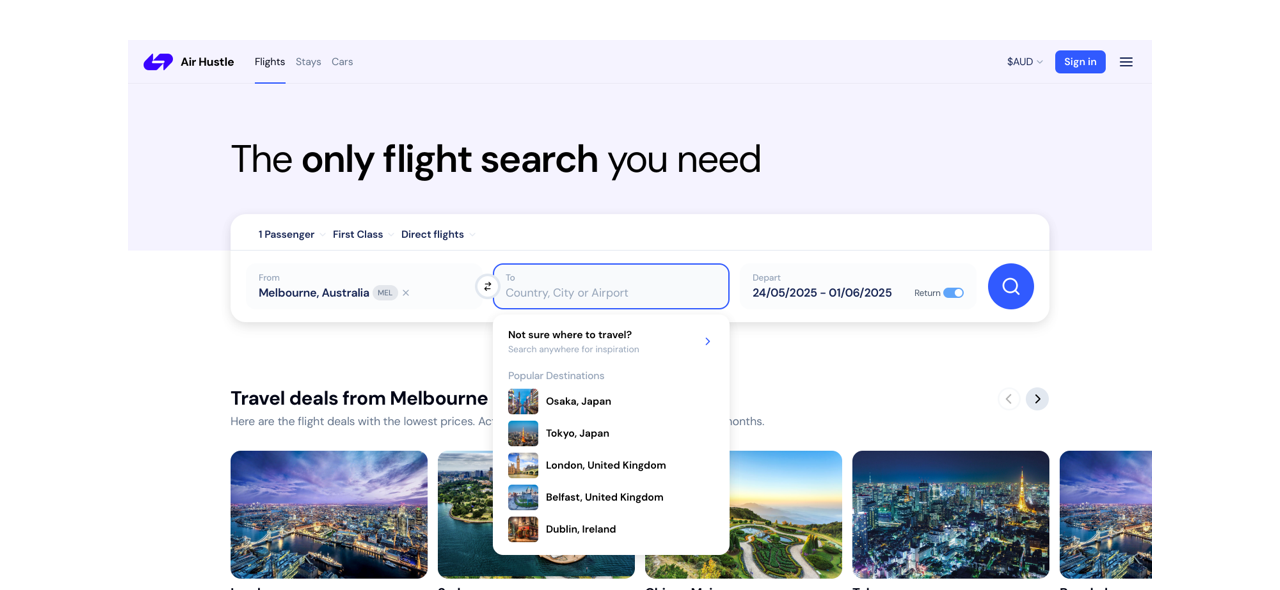 Air Hustle
Flights Stays Cars
$AUD
Sign in
The only flight search you need
1 Passenger First Class Direct flights
From
Melbourne, Australia MEL
To
Country, City or Airport
Depart
24/05/2025 - 01/06/2025
Return
Not sure where to travel?
Search anywhere for inspiration
Popular Destinations
Osaka, Japan
Tokyo, Japan
London, United Kingdom
Belfast, United Kingdom
Dublin, Ireland
Travel deals from Melbourne
Here are the flight deals with the lowest prices.